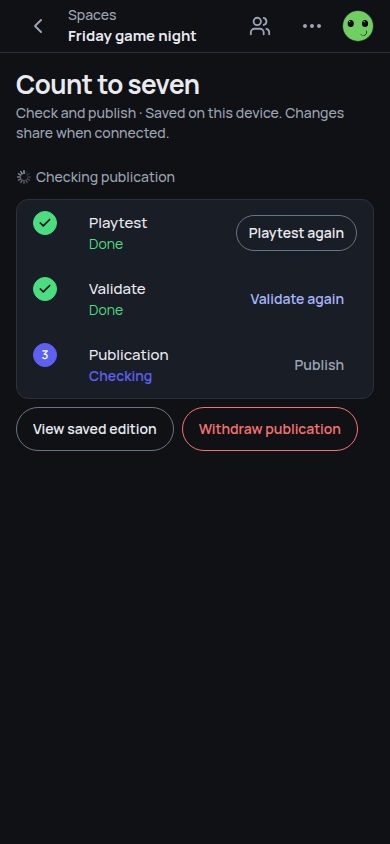 Spaces
Friday game night
Count to seven
Check and publish · Saved on this device. Changes
share when connected.
Checking publication
Playtest
Done
Playtest again
Validate
Done
Validate again
3
Publication
Checking
Publish
View saved edition
Withdraw publication